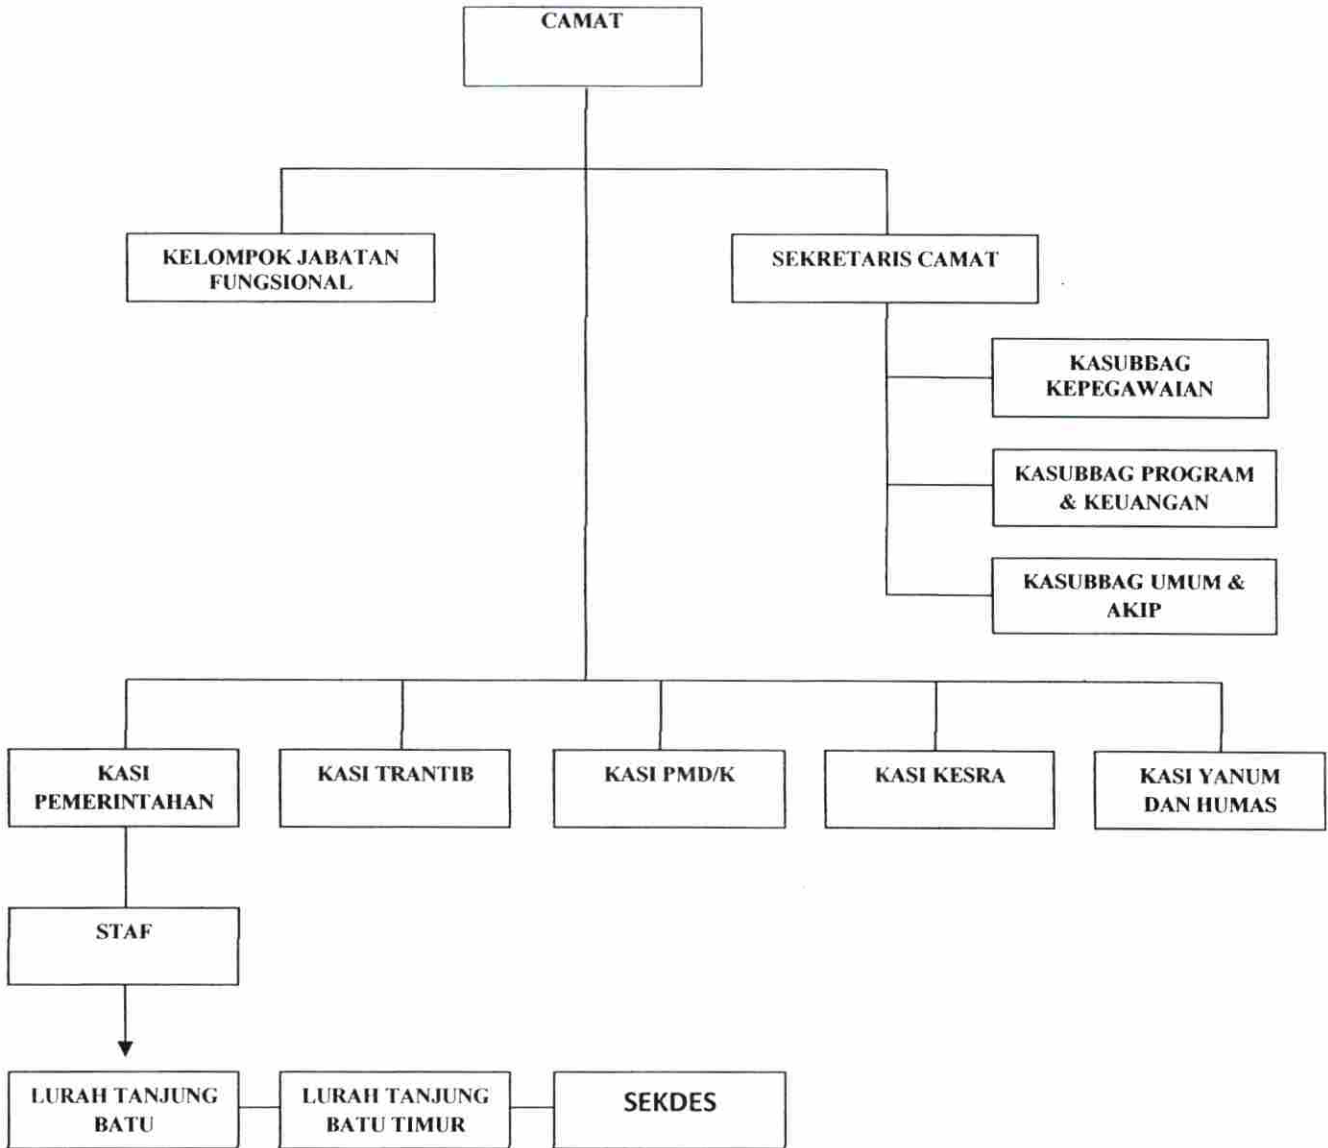 CAMAT
KELOMPOK JABATAN
FUNGSIONAL
SEKRETARIS CAMAT
KASUBBAG
KEPEGAWAIAN
KASUBBAG PROGRAM
& KEUANGAN
KASUBBAG UMUM &
AKIP
KASI
PEMERINTAHAN
KASI TRANTIB
KASI PMD/K
KASI KESRA
KASI YANUM
DAN HUMAS
STAF
LURAH TANJUNG
BATU
LURAH TANJUNG
BATU TIMUR
SEKDES